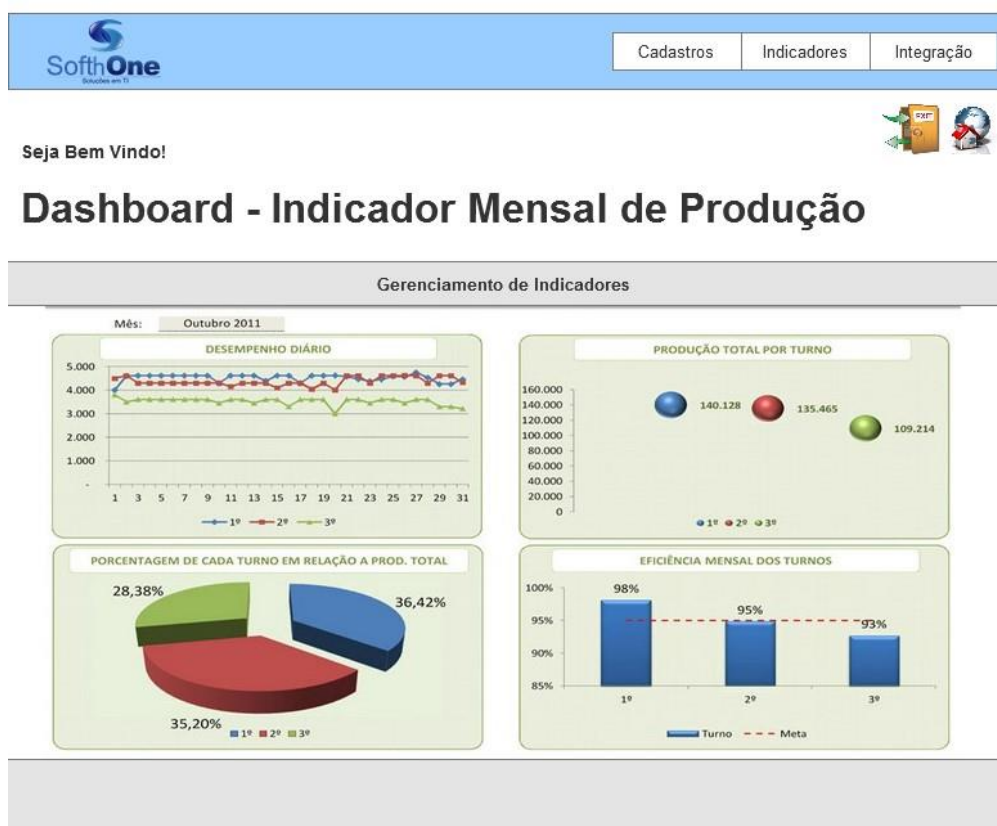 SofthOne
Soluções em TI
Cadastros Indicadores Integração
EXIT
Seja Bem Vindo!
Dashboard - Indicador Mensal de Produção
Gerenciamento de Indicadores
Mês: Outubro 2011
DESEMPENHO DIÁRIO
5.000
4.000
3.000
2.000
1.000
-
1 3 5 7 9 11 13 15 17 19 21 23 25 27 29 31
1º 2º 3º
PRODUÇÃO TOTAL POR TURNO
160.000
140.000
120.000
100.000
80.000
60.000
40.000
20.000
0
140.128 135.465 109.214
1º 2º 3º
PORCENTAGEM DE CADA TURNO EM RELAÇÃO A PROD. TOTAL
28,38%
36,42%
35,20%
1º 2º 3º
EFICIÊNCIA MENSAL DOS TURNOS
100%
95%
90%
85%
98%
95%
93%
1º 2º 3º
Turno Meta